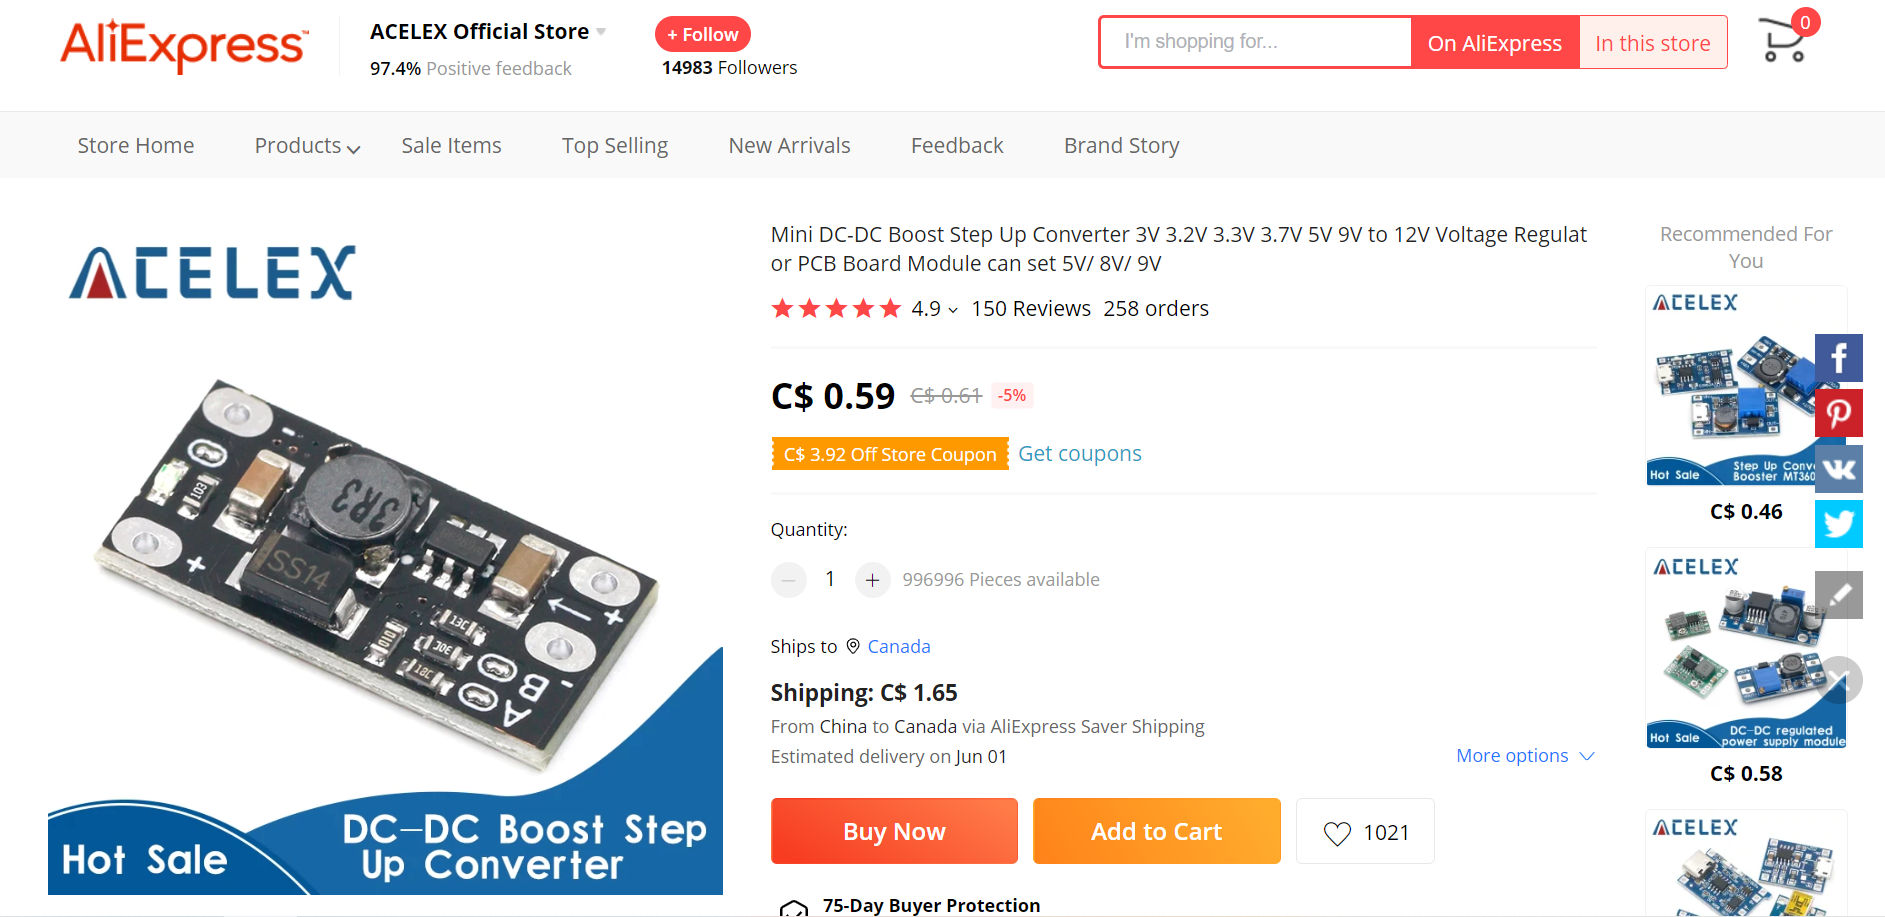 AliExpress™
ACELEX Official Store
97.4% Positive feedback
+ Follow
14983 Followers
I'm shopping for...
On AliExpress
In this store
0
Store Home
Products
Sale Items
Top Selling
New Arrivals
Feedback
Brand Story
ACELEX
103
3R3
SS14
+
+
-
010
13C
30E
18C
A
B
Hot Sale
DC-DC Boost Step
Up Converter
Mini DC-DC Boost Step Up Converter 3V 3.2V 3.3V 3.7V 5V 9V to 12V Voltage Regulat
or PCB Board Module can set 5V/ 8V/ 9V
4.9
150 Reviews
258 orders
C$ 0.59
C$ 0.61
-5%
C$ 3.92 Off Store Coupon
Get coupons
Quantity:
1
996996 Pieces available
Ships to
Canada
Shipping: C$ 1.65
From China to Canada via AliExpress Saver Shipping
Estimated delivery on Jun 01
More options
Buy Now
Add to Cart
1021
75-Day Buyer Protection
Recommended For
You
ACELEX
Hot Sale
Step Up Conv
Booster MT360
C$ 0.46
ACELEX
Hot Sale
DC-DC regulated
power supply module
C$ 0.58
ACELEX